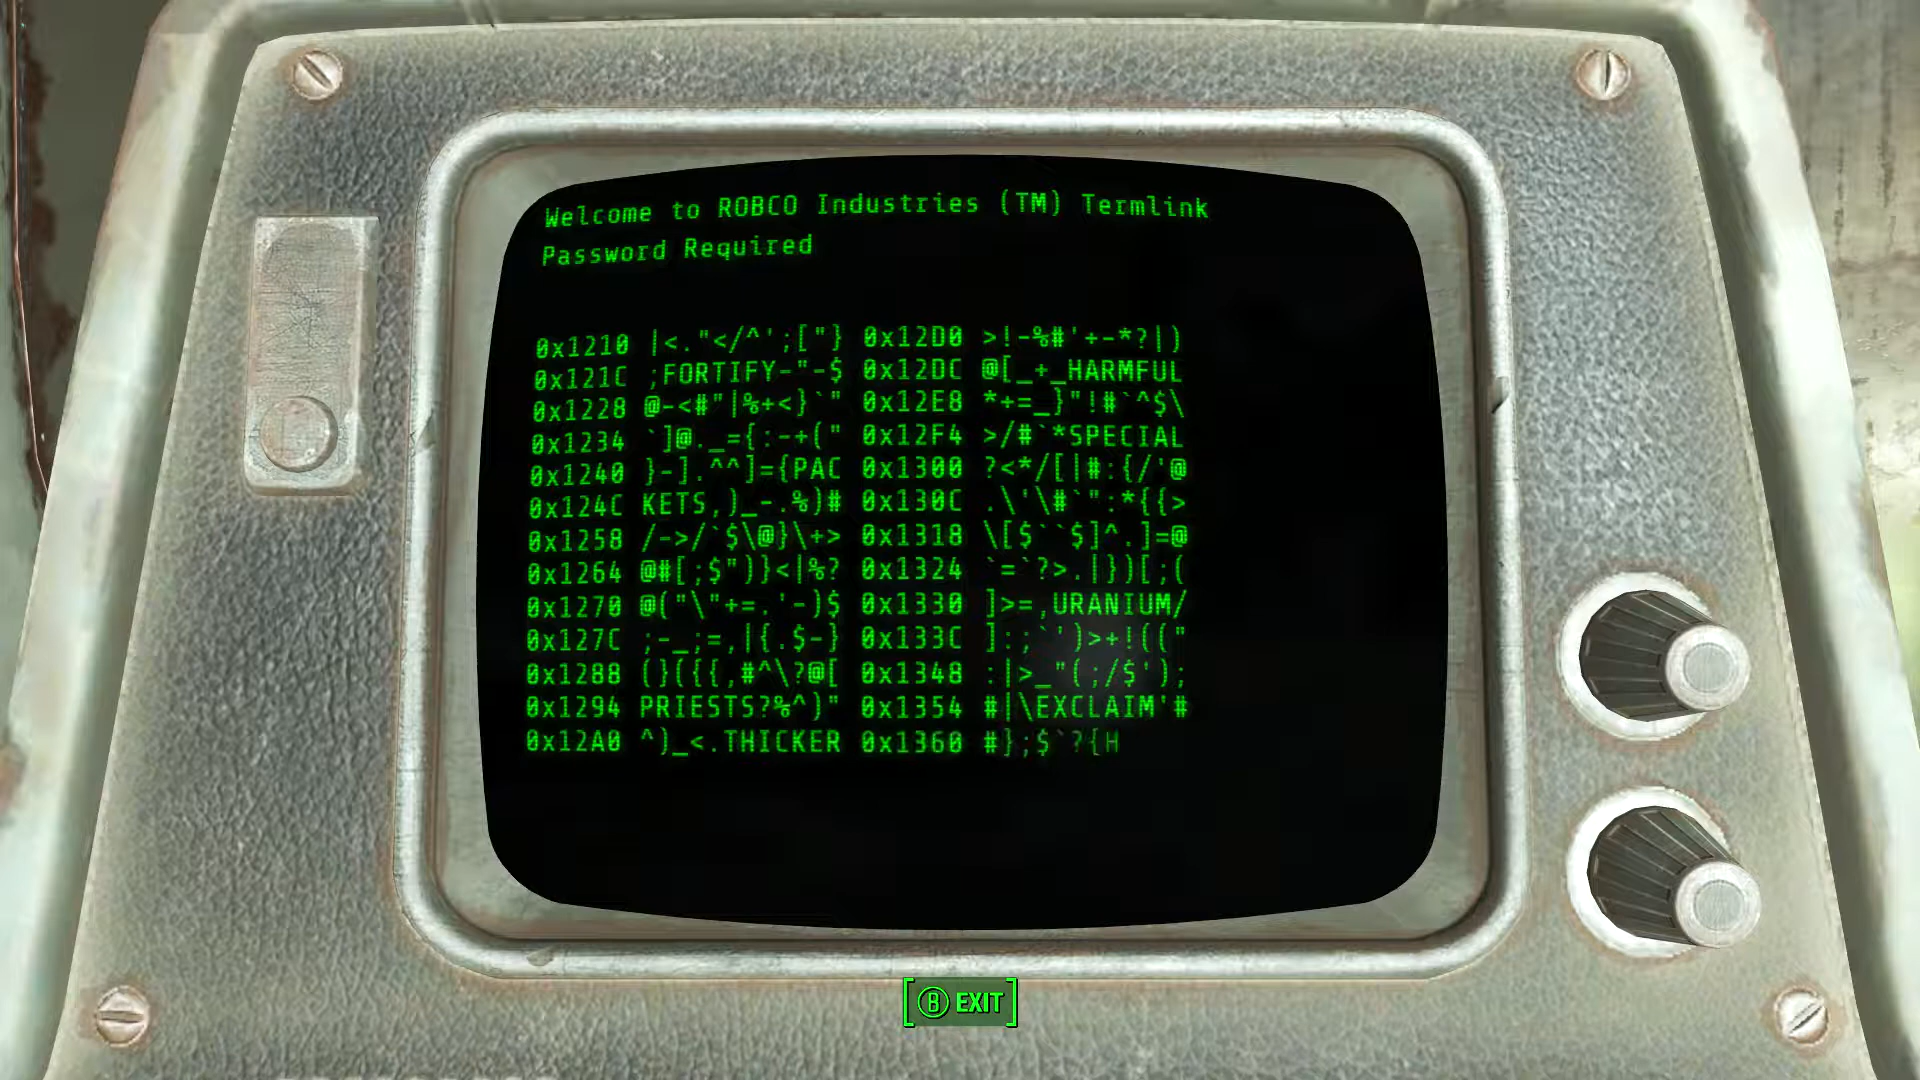 Welcome to ROBCO Industries (TM) Termlink
Password Required
0x1210 |<."</^';["} 0x12D0 >!-%#'+-*?|)
0x121C ;FORTIFY-"-$ 0x12DC @[_+_HARMFUL
0x1228 @-<#"|%+<}`" 0x12E8 *+=_}"!#`^$\
0x1234 `]@._={:-+(" 0x12F4 >/#`*SPECIAL
0x1240 }-].^^]={PAC 0x1300 ?<*/[|#:{/'@
0x124C KETS,)_-.%)# 0x130C .\'\#`":*{{>
0x1258 /->/`$\@}\+> 0x1318 \[$``$]^.]=@
0x1264 @#[;$")}<|%? 0x1324 `=`?>.|})[;(
0x1270 @("\"+=.'-)$ 0x1330 ]>=,URANIUM/
0x127C ;-_;=,|{.$-} 0x133C ]:;`')>+!(("
0x1288 (}({{,#^\?@[ 0x1348 :|>_"(;/$');
0x1294 PRIESTS?%^)" 0x1354 #|\EXCLAIM'#
0x12A0 ^)_<.THICKER 0x1360 #};$`?{H
B EXIT